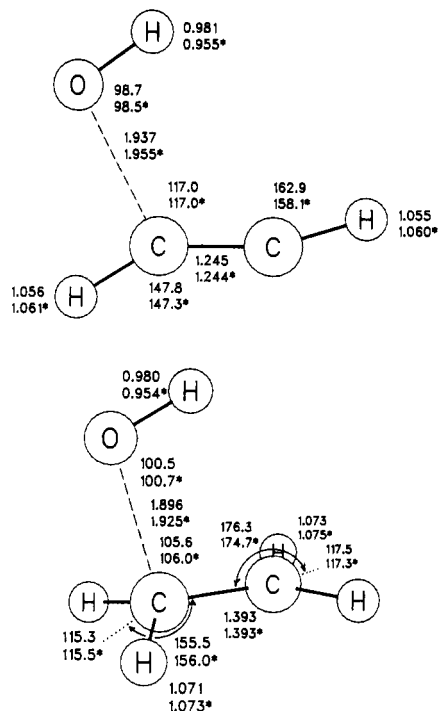 H
0.981
0.955*
O
98.7
98.5*
1.937
1.955*
117.0
117.0*
162.9
158.1*
H
1.055
1.060*
C
C
1.245
1.244*
1.056
1.061*
H
147.8
147.3*
0.980
0.954*
H
O
100.5
100.7*
1.896
1.925*
105.6
106.0*
176.3
174.7*
1.073
1.075*
H
117.5
117.3*
H
C
C
H
1.393
1.393*
115.3
115.5*
155.5
156.0*
H
1.071
1.073*